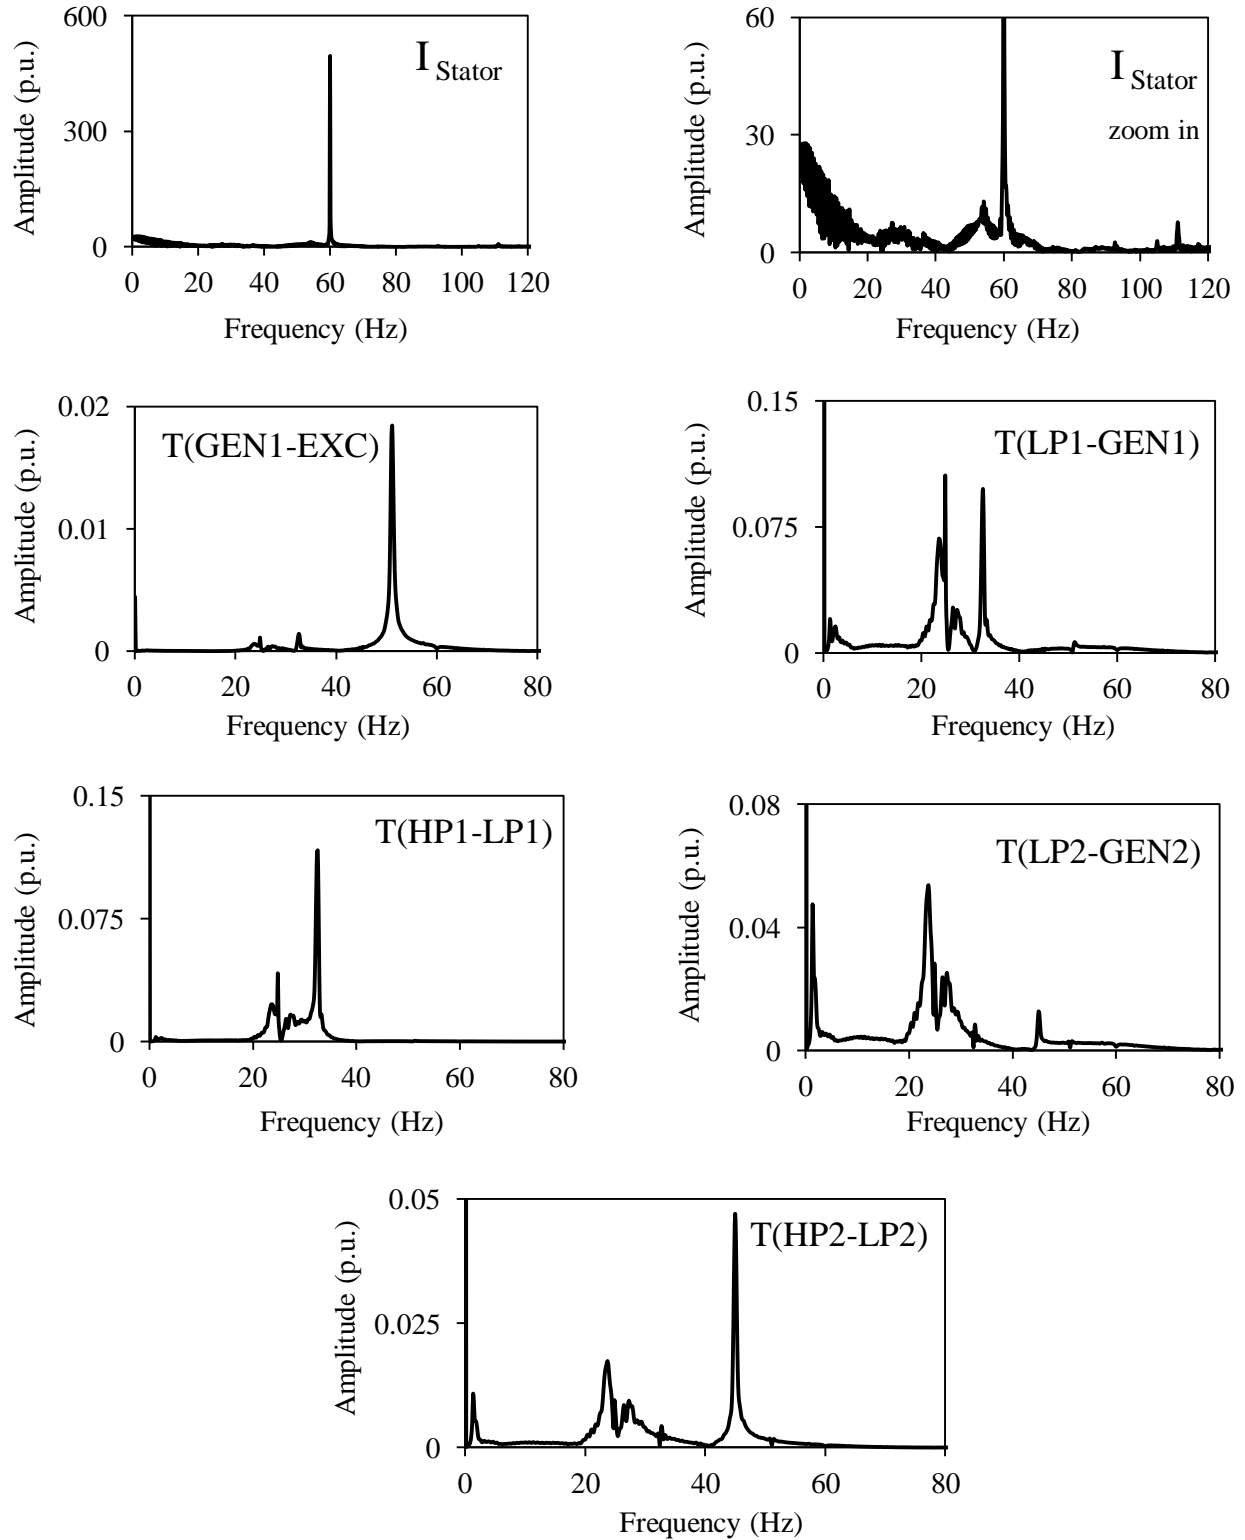 600
300
0
0 20 40 60 80 100 120
Amplitude (p.u.)
Frequency (Hz)
I Stator
60
30
0
0 20 40 60 80 100 120
Amplitude (p.u.)
Frequency (Hz)
I Stator
zoom in
0.02
0.01
0
0 20 40 60 80
Amplitude (p.u.)
Frequency (Hz)
T(GEN1-EXC)
0.15
0.075
0
0 20 40 60 80
Amplitude (p.u.)
Frequency (Hz)
T(LP1-GEN1)
0.15
0.075
0
0 20 40 60 80
Amplitude (p.u.)
Frequency (Hz)
T(HP1-LP1)
0.08
0.04
0
0 20 40 60 80
Amplitude (p.u.)
Frequency (Hz)
T(LP2-GEN2)
0.05
0.025
0
0 20 40 60 80
Amplitude (p.u.)
Frequency (Hz)
T(HP2-LP2)